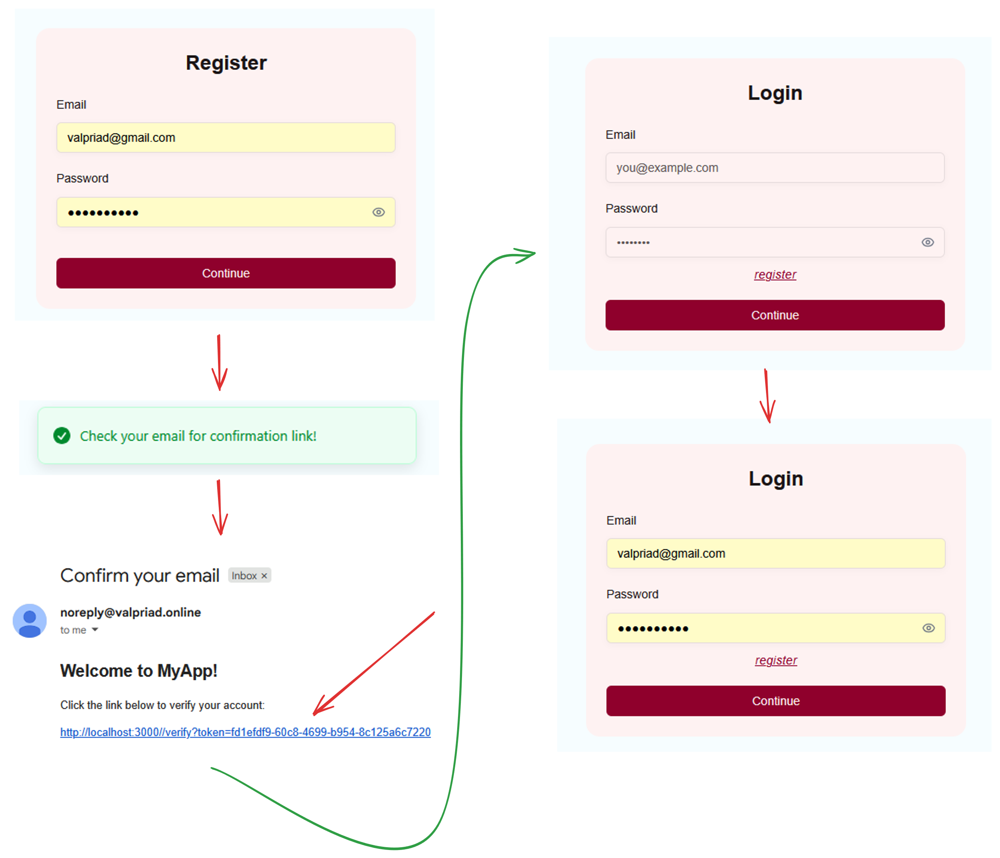 Register
Email
valpriad@gmail.com
Password
••••••••••
Continue
Check your email for confirmation link!
Confirm your email Inbox ×
noreply@valpriad.online
to me
Welcome to MyApp!
Click the link below to verify your account:
http://localhost:3000//verify?token=fd1efdf9-60c8-4699-b954-8c125a6c7220
Login
Email
you@example.com
Password
••••••••
register
Continue
Login
Email
valpriad@gmail.com
Password
••••••••••
register
Continue